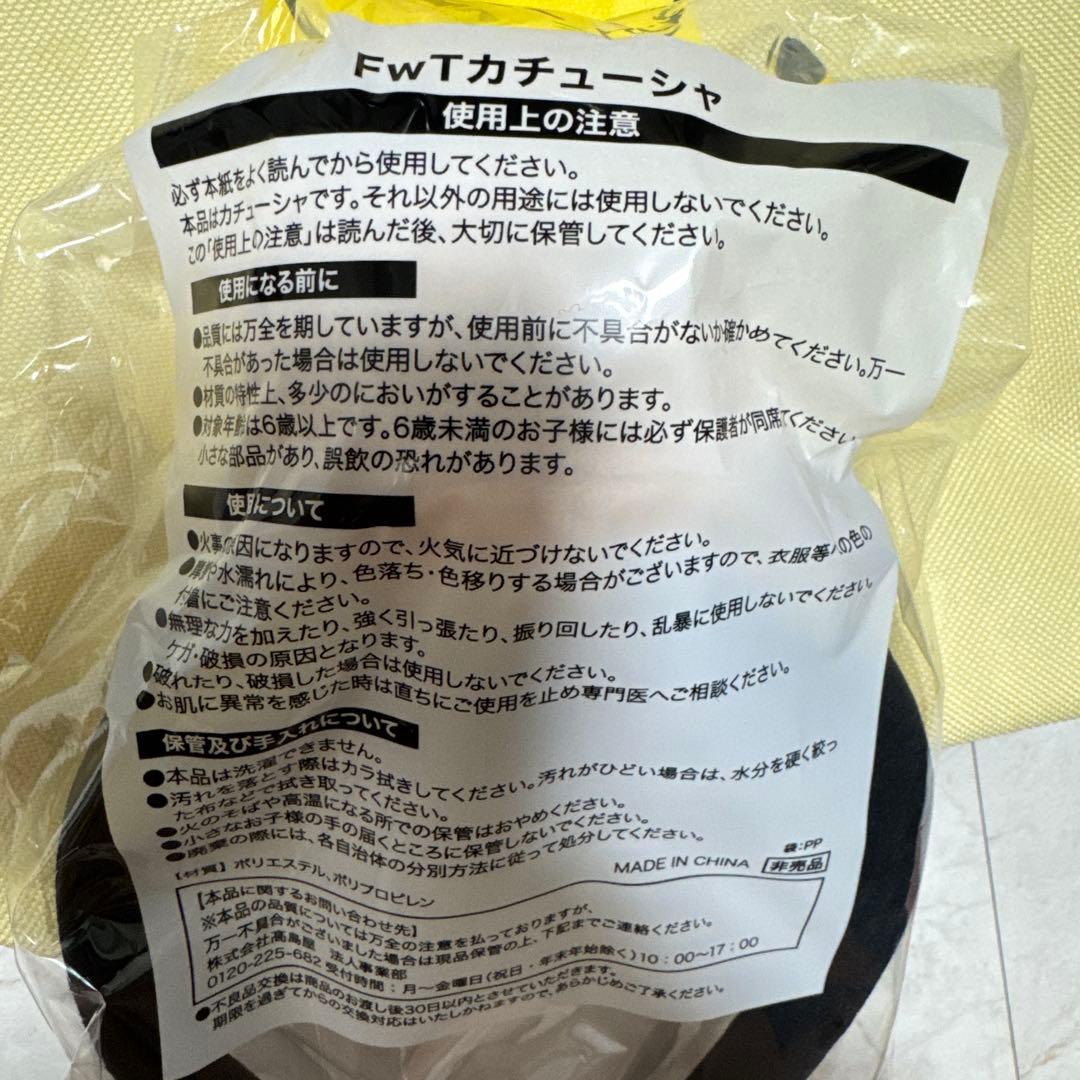 FwTカチューシャ
使用上の注意
必ず本紙をよく読んでから使用してください。
本品はカチューシャです。それ以外の用途には使用しないでください。
この「使用上の注意」は読んだ後、大切に保管してください。
使用になる前に
●品質には万全を期していますが、使用前に不具合がないか確かめてください。万一
不具合があった場合は使用しないでください。
●材質の特性上、多少のにおいがすることがあります。
●対象年齢は6歳以上です。6歳未満のお子様には必ず保護者が同席してください
小さな部品があり、誤飲の恐れがあります。
使用について
●火事の原因になりますので、火気に近づけないでください。
●摩擦や水濡れにより、色落ち・色移りする場合がございますので、衣服等への色の
付着にご注意ください。
●無理な力を加えたり、強く引っ張たり、振り回したり、乱暴に使用しないでください。
ケガ・破損の原因となります。
●破れたり、破損した場合は使用しないでください。
●お肌に異常を感じた時は直ちにご使用を止め専門医へご相談ください。
保管及び手入れについて
●本品は洗濯できません。
●汚れを落とす際はカラ拭きしてください。汚れがひどい場合は、水分を硬く絞っ
た布などで拭き取ってください。
●火のそばや高温になる所での保管はおやめください。
●小さなお子様の手の届くところに保管しないでください。
●廃棄の際には、各自治体の分別方法に従って処分してください。
袋:PP
【材質】ポリエステル、ポリプロピレン
MADE IN CHINA 非売品
【本品に関するお問い合わせ先】
※本品の品質については万全の注意を払っておりますが、
万一不具合がございました場合は現品保管の上、下記までご連絡ください。
株式会社髙島屋 法人事業部
0120-225-682 受付時間:月〜金曜日(祝日・年末年始除く)10:00〜17:00
●不良品交換は商品のお渡し後30日以内とさせていただきます。
期限を過ぎてからの交換対応はいたしかねますので、あらかじめご了承ください。